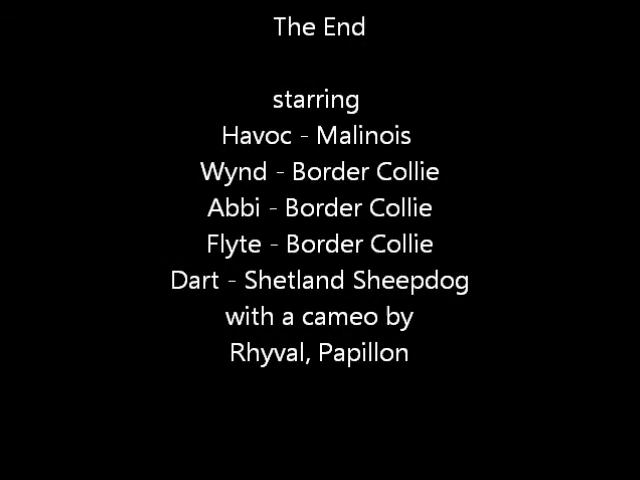 The End
starring
Havoc - Malinois
Wynd - Border Collie
Abbi - Border Collie
Flyte - Border Collie
Dart - Shetland Sheepdog
with a cameo by
Rhyval, Papillon